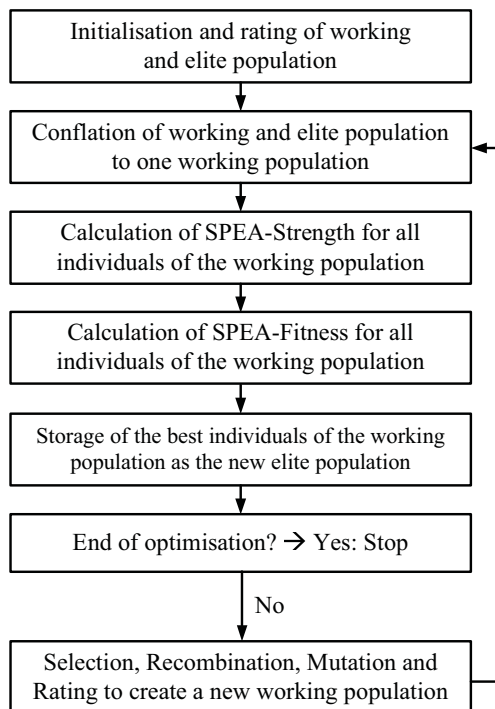 Initialisation and rating of working
and elite population
Conflation of working and elite population
to one working population
Calculation of SPEA-Strength for all
individuals of the working population
Calculation of SPEA-Fitness for all
individuals of the working population
Storage of the best individuals of the working
population as the new elite population
End of optimisation? → Yes: Stop
No
Selection, Recombination, Mutation and
Rating to create a new working population